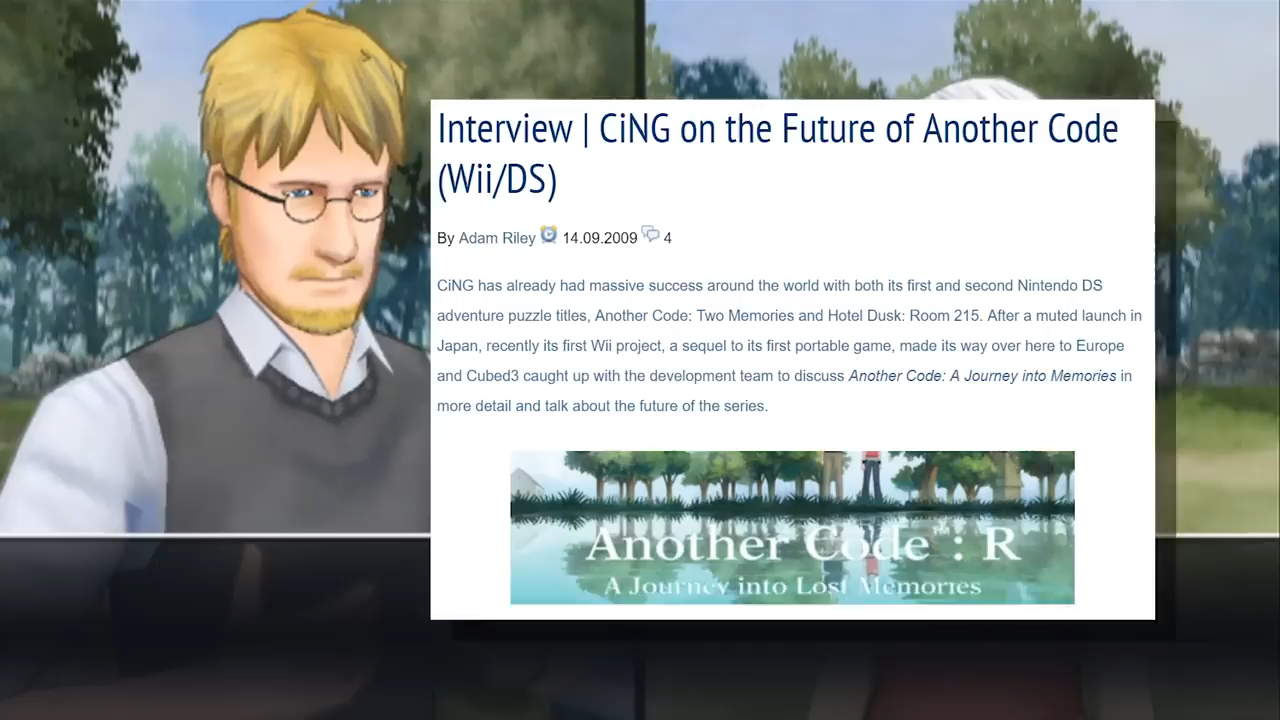 Interview | CiNG on the Future of Another Code
(Wii/DS)
By Adam Riley 14.09.2009 4
CiNG has already had massive success around the world with both its first and second Nintendo DS
adventure puzzle titles, Another Code: Two Memories and Hotel Dusk: Room 215. After a muted launch in
Japan, recently its first Wii project, a sequel to its first portable game, made its way over here to Europe
and Cubed3 caught up with the development team to discuss Another Code: A Journey into Memories in
more detail and talk about the future of the series.
Another Code : R
A Journey into Lost Memories